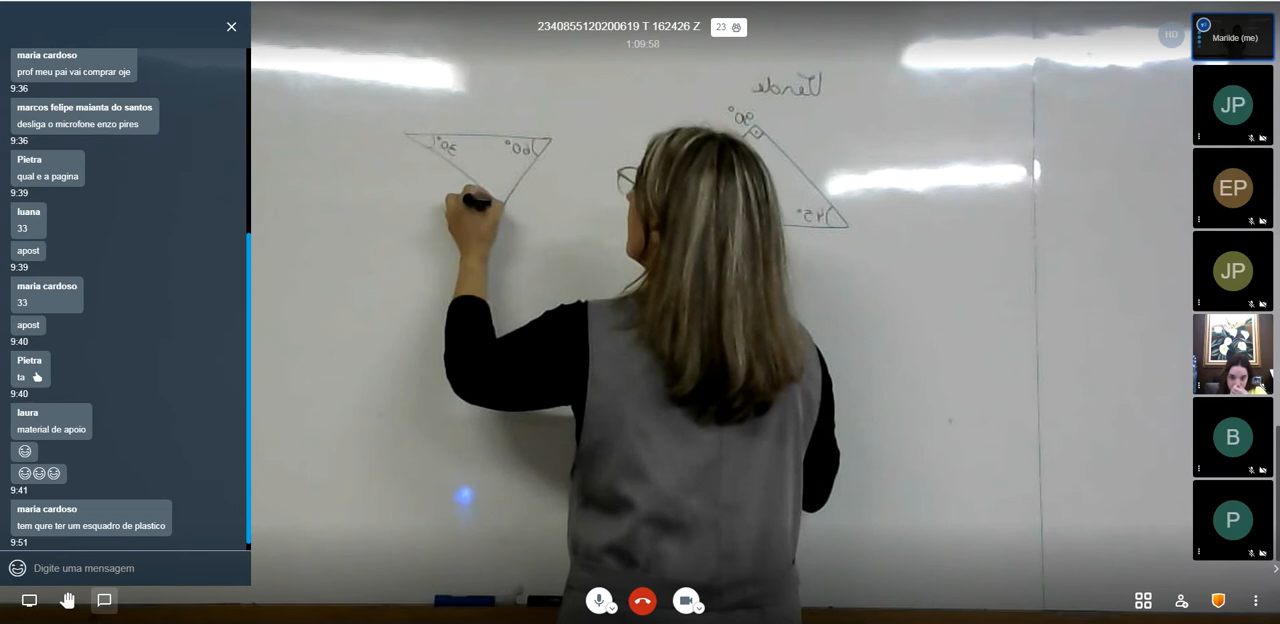 2340855120200619 T 162426 Z
23
1:09:58
maria cardoso
prof meu pai vai comprar oje
9:36
marcos felipe maianta do santos
desliga o microfone enzo pires
9:36
Pietra
qual e a pagina
9:39
luana
33
apost
9:39
maria cardoso
33
apost
9:40
Pietra
ta
9:40
laura
material de apoio
9:41
maria cardoso
tem qure ter um esquadro de plastico
9:51
Digite uma mensagem
Verde
90°
45°
30°
60°
HD
Marilde (me)
JP
EP
JP
B
P